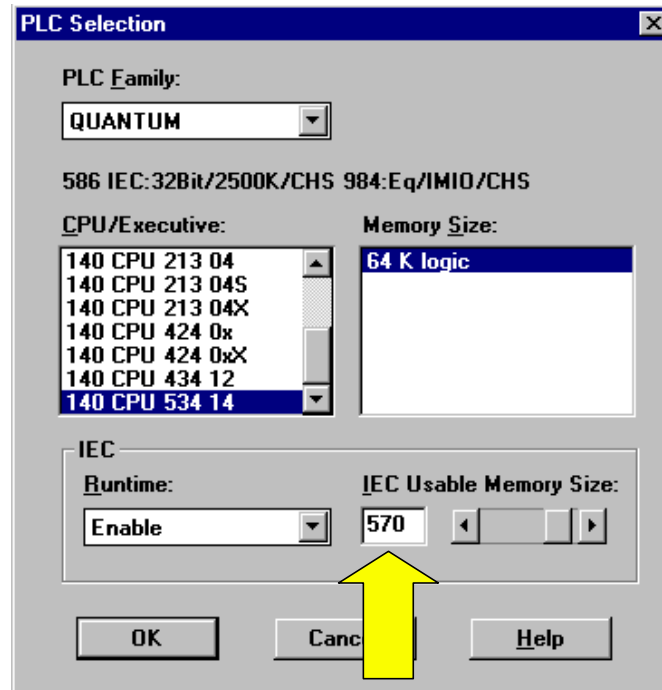 PLC Selection
PLC Family:
QUANTUM
586 IEC:32Bit/2500K/CHS 984:Eq/IMIO/CHS
CPU/Executive:
Memory Size:
140 CPU 213 04
140 CPU 213 04S
140 CPU 213 04X
140 CPU 424 0x
140 CPU 424 0xX
140 CPU 434 12
140 CPU 534 14
64 K logic
IEC
Runtime:
IEC Usable Memory Size:
Enable
570
OK
Help